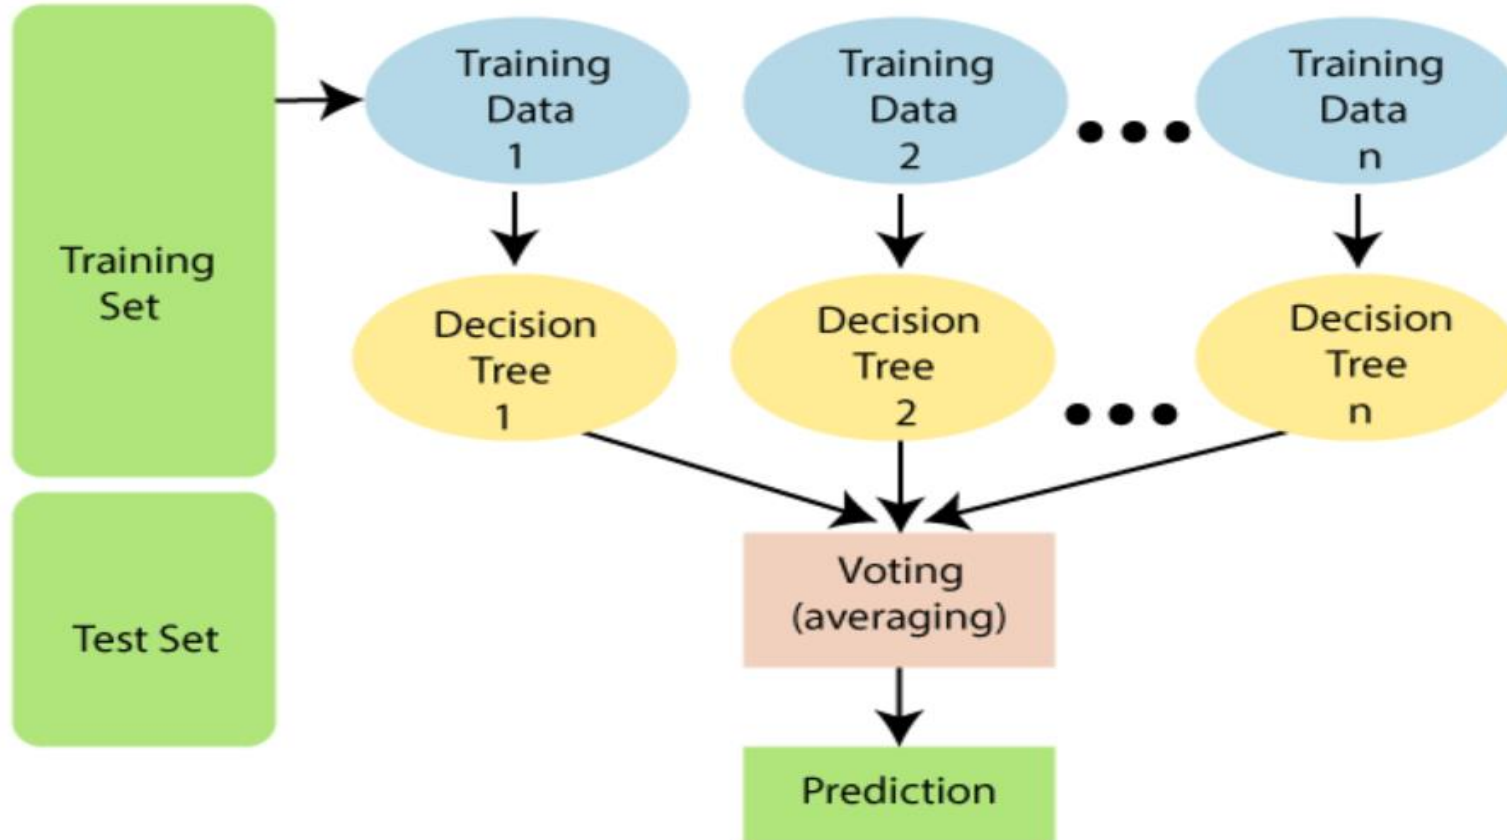 Training
Data
1
Training
Data
2
Training
Data
n
Training
Set
Decision
Tree
1
Decision
Tree
2
Decision
Tree
n
Test Set
Voting
(averaging)
Prediction